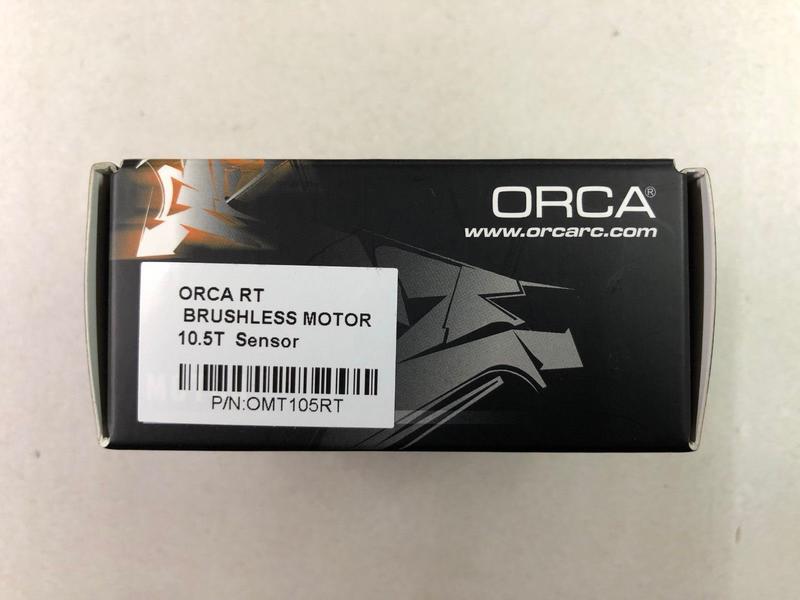 ORCA®
www.orcarc.com
ORCA RT
BRUSHLESS MOTOR
10.5T Sensor
P/N:OMT105RT